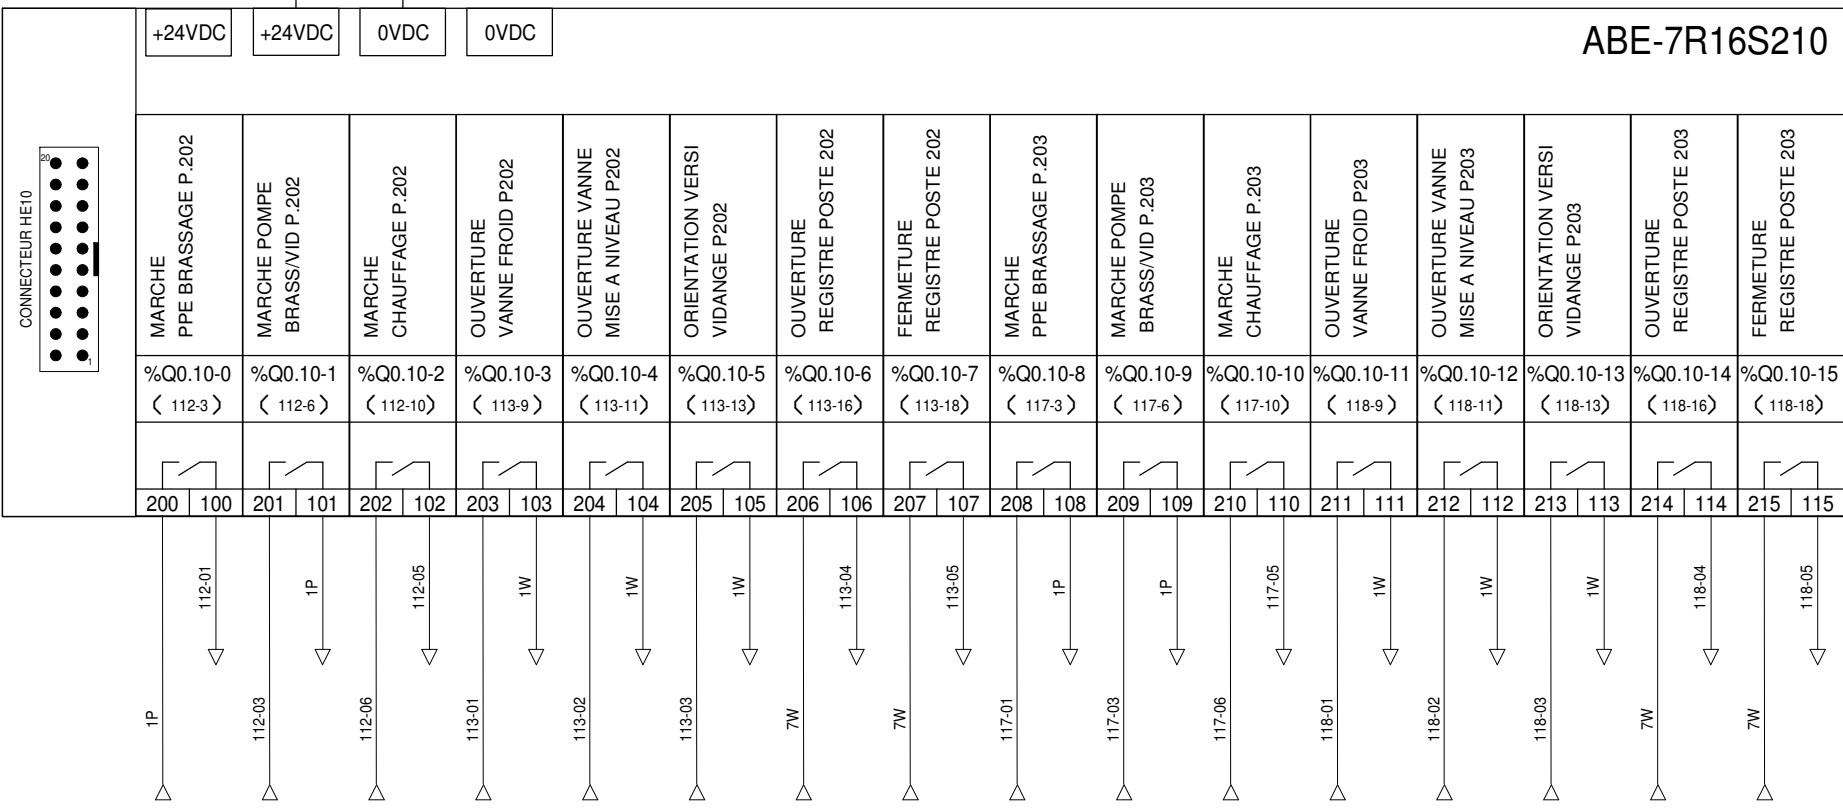 +24VDC
+24VDC
0VDC
0VDC
ABE-7R16S210
CONNECTEUR HE10
20
1
MARCHE
PPE BRASSAGE P.202
MARCHE POMPE
BRASS/VID P.202
MARCHE
CHAUFFAGE P.202
OUVERTURE
VANNE FROID P202
OUVERTURE VANNE
MISE A NIVEAU P202
ORIENTATION VERSI
VIDANGE P202
OUVERTURE
REGISTRE POSTE 202
FERMETURE
REGISTRE POSTE 202
MARCHE
PPE BRASSAGE P.203
MARCHE POMPE
BRASS/VID P.203
MARCHE
CHAUFFAGE P.203
OUVERTURE
VANNE FROID P203
OUVERTURE VANNE
MISE A NIVEAU P203
ORIENTATION VERSI
VIDANGE P203
OUVERTURE
REGISTRE POSTE 203
FERMETURE
REGISTRE POSTE 203
%Q0.10-0 %Q0.10-1 %Q0.10-2 %Q0.10-3 %Q0.10-4 %Q0.10-5 %Q0.10-6 %Q0.10-7 %Q0.10-8 %Q0.10-9 %Q0.10-10 %Q0.10-11 %Q0.10-12 %Q0.10-13 %Q0.10-14 %Q0.10-15
(112-3) (112-6) (112-10) (113-9) (113-11) (113-13) (113-16) (113-18) (117-3) (117-6) (117-10) (118-9) (118-11) (118-13) (118-16) (118-18)
200 100 201 101 202 102 203 103 204 104 205 105 206 106 207 107 208 108 209 109 210 110 211 111 212 112 213 113 214 114 215 115
112-01 1P 112-05 1W 1W 1W 113-04 113-05 1P 1P 117-05 1W 1W 1W 118-04 118-05
1P 112-03 112-06 113-01 113-02 113-03 7W 7W 117-01 117-03 117-06 118-01 118-02 118-03 7W 7W